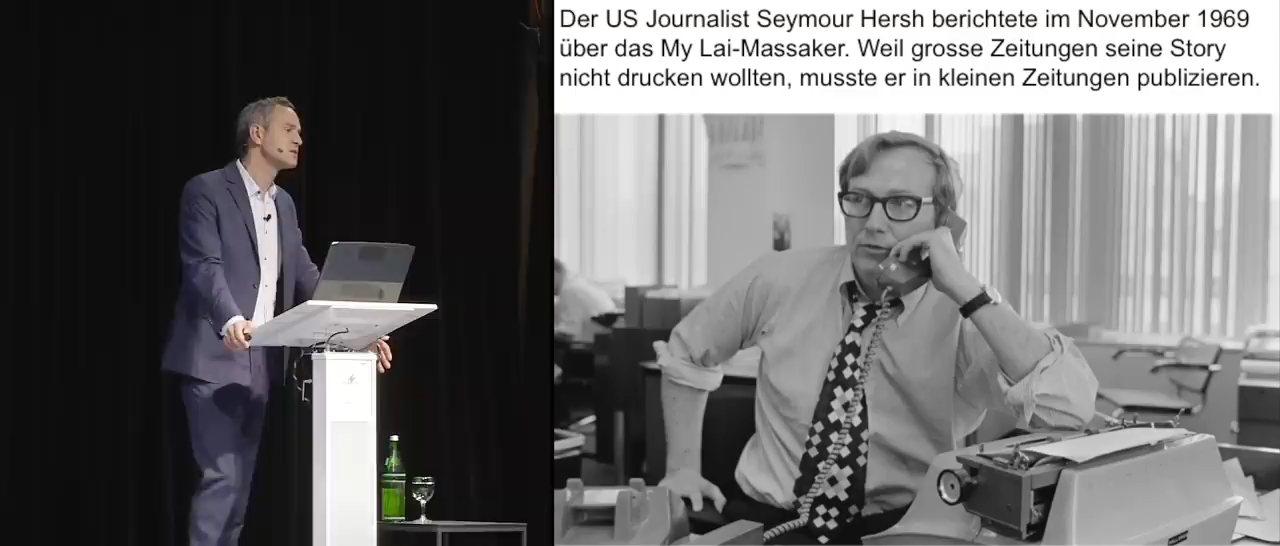 Der US Journalist Seymour Hersh berichtete im November 1969
über das My Lai-Massaker. Weil grosse Zeitungen seine Story
nicht drucken wollten, musste er in kleinen Zeitungen publizieren.